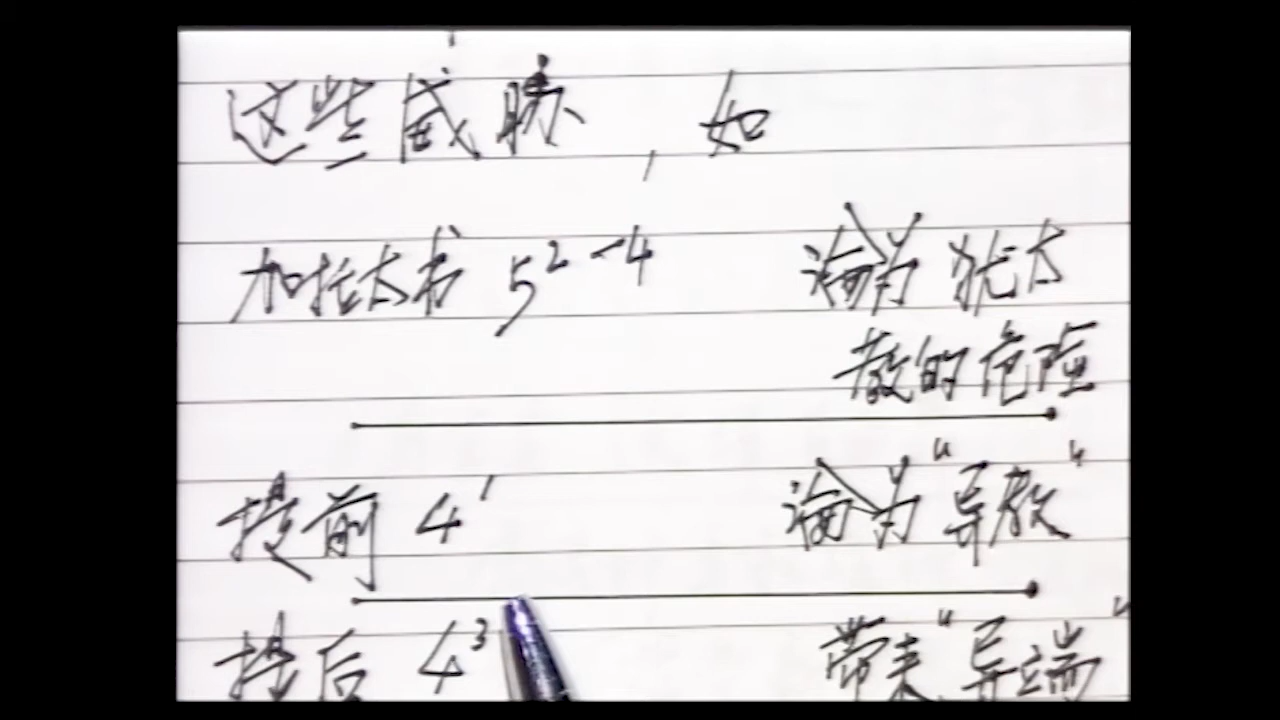 这些威胁,如
加拉太书 5²⁻⁴ 沦为犹太
教的危险
提前 4¹ 沦为“异教”
提后 4³ 带来“异端”